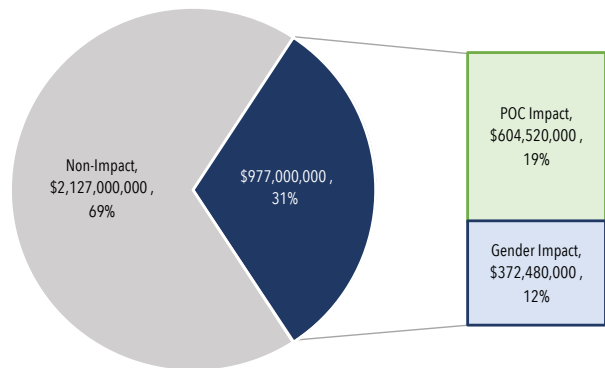 Non-Impact,
$2,127,000,000 ,
69%
$977,000,000 ,
31%
POC Impact,
$604,520,000 ,
19%
Gender Impact,
$372,480,000 ,
12%